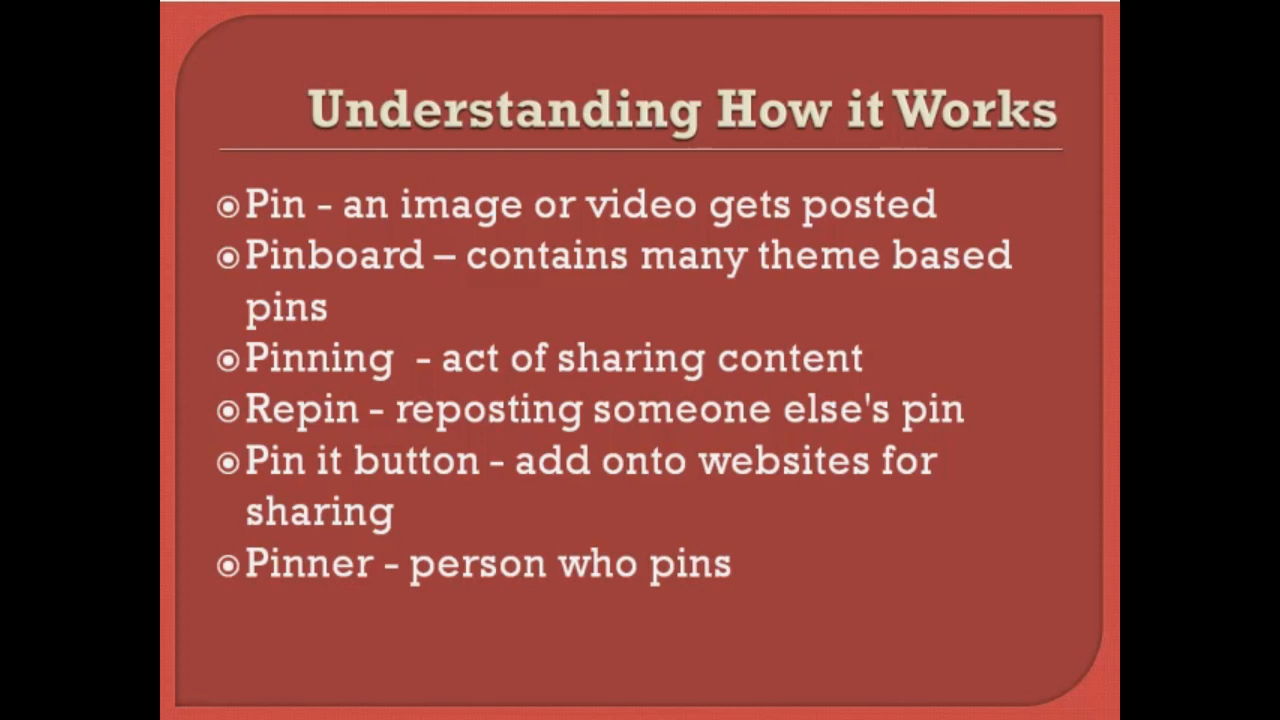 Understanding How it Works
Pin - an image or video gets posted
Pinboard – contains many theme based
pins
Pinning  - act of sharing content
Repin - reposting someone else's pin
Pin it button - add onto websites for
sharing
Pinner - person who pins